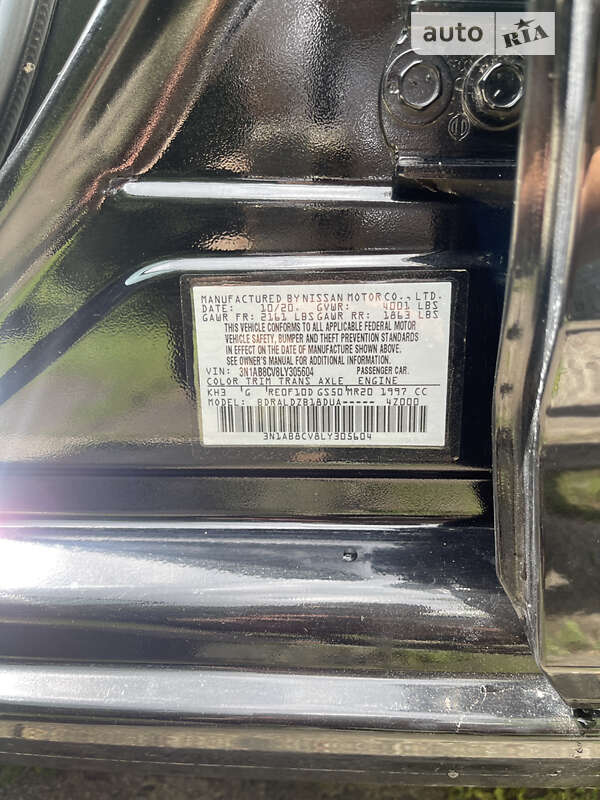 auto RIA
MANUFACTURED BY NISSAN MOTOR CO., LTD.
DATE: 10/20. GVWR: 4001 LBS
GAWR FR: 2161 LBS GAWR RR: 1863 LBS
THIS VEHICLE CONFORMS TO ALL APPLICABLE FEDERAL MOTOR
VEHICLE SAFETY, BUMPER AND THEFT PREVENTION STANDARDS
IN EFFECT ON THE DATE OF MANUFACTURE SHOWN ABOVE.
SEE OWNER'S MANUAL FOR ADDITIONAL INFORMATION.
VIN: 3N1AB8CV8LY305604 PASSENGER CAR.
COLOR TRIM TRANS AXLE ENGINE
KH3 G RE0F10D GS50 MR20 1997 CC
MODEL: BDRALDZB18DUA----- 4Z000
3N1AB8CV8LY305604